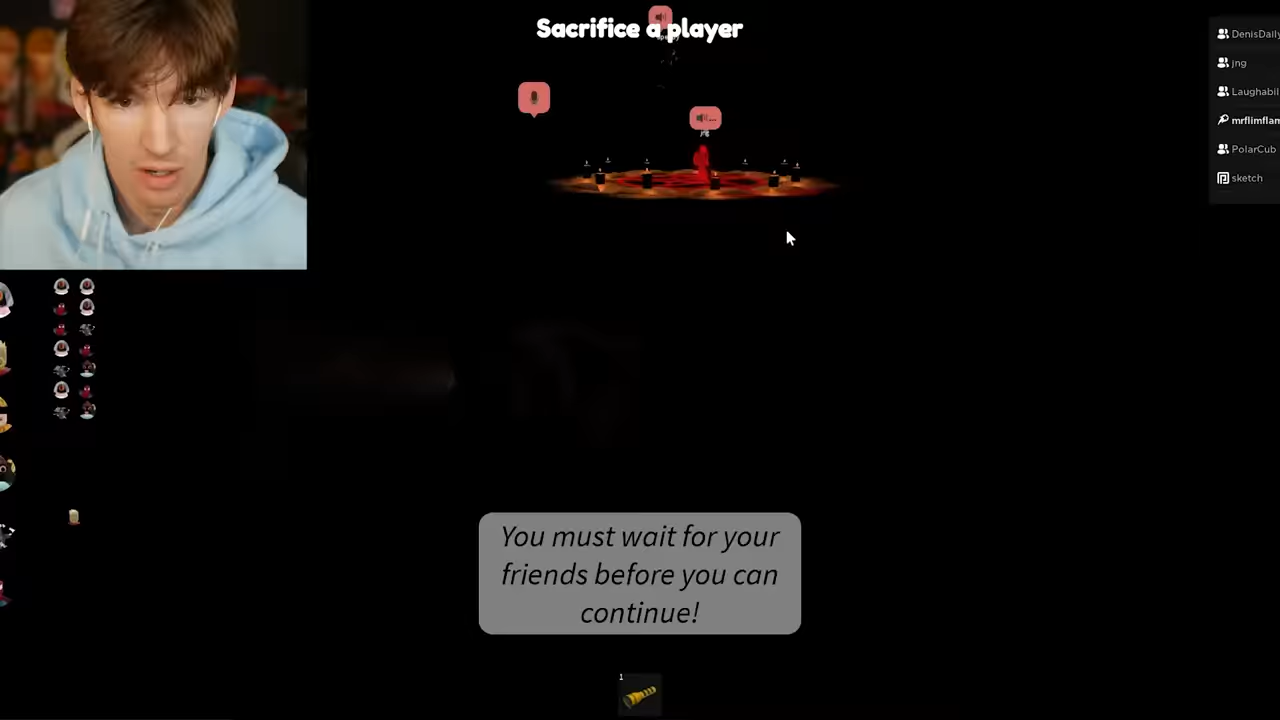 Sacrifice a player
DenisDaily
jng
Laughabil
mrflimflam
PolarCub
sketch
You must wait for your
friends before you can
continue!
1